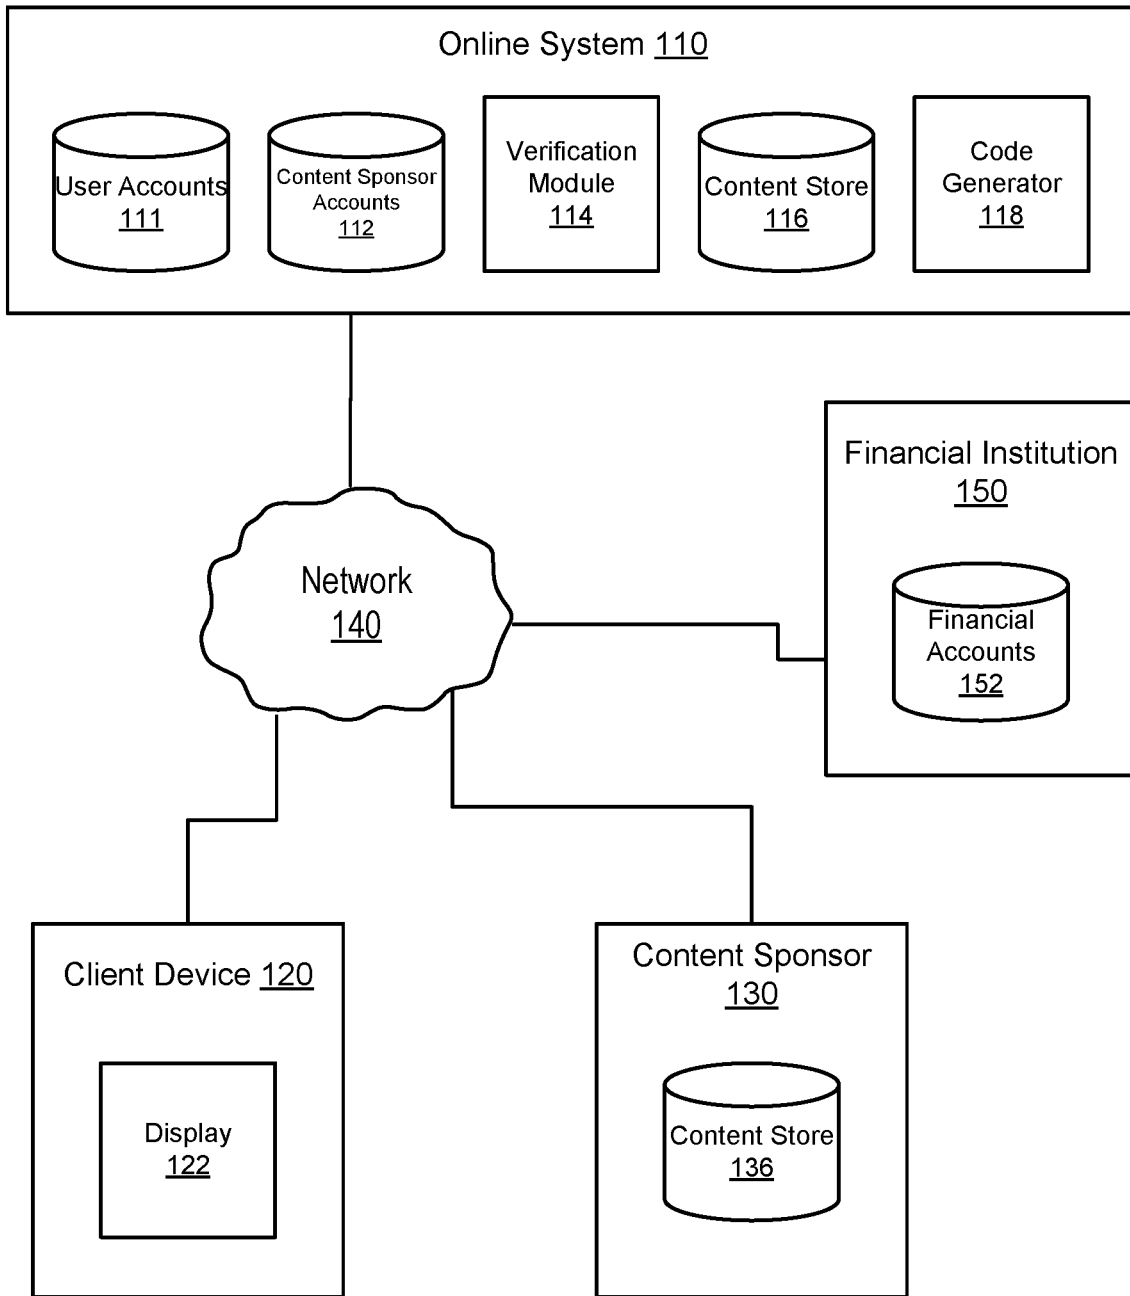 Online System 110
User Accounts
111
Content Sponsor
Accounts
112
Verification
Module
114
Content Store
116
Code
Generator
118
Financial Institution
150
Financial
Accounts
152
Network
140
Client Device 120
Display
122
Content Sponsor
130
Content Store
136